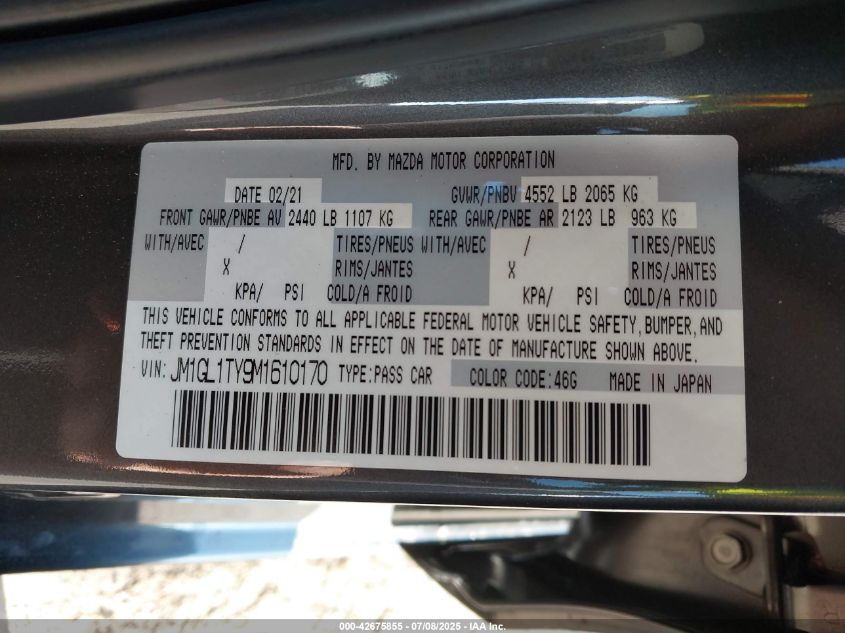 MFD. BY MAZDA MOTOR CORPORATION
DATE 02/21 GVWR/PNBV 4552 LB 2065 KG
FRONT GAWR/PNBE AV 2440 LB 1107 KG REAR GAWR/PNBE AR 2123 LB 963 KG
WITH/AVEC / TIRES/PNEUS WITH/AVEC / TIRES/PNEUS
X RIMS/JANTES X RIMS/JANTES
KPA/ PSI COLD/A FROID KPA/ PSI COLD/A FROID
THIS VEHICLE CONFORMS TO ALL APPLICABLE FEDERAL MOTOR VEHICLE SAFETY, BUMPER, AND
THEFT PREVENTION STANDARDS IN EFFECT ON THE DATE OF MANUFACTURE SHOWN ABOVE.
VIN: JM1GL1TY9M1610170 TYPE:PASS CAR COLOR CODE:46G MADE IN JAPAN
000-42675855 - 07/08/2025 - IAA Inc.